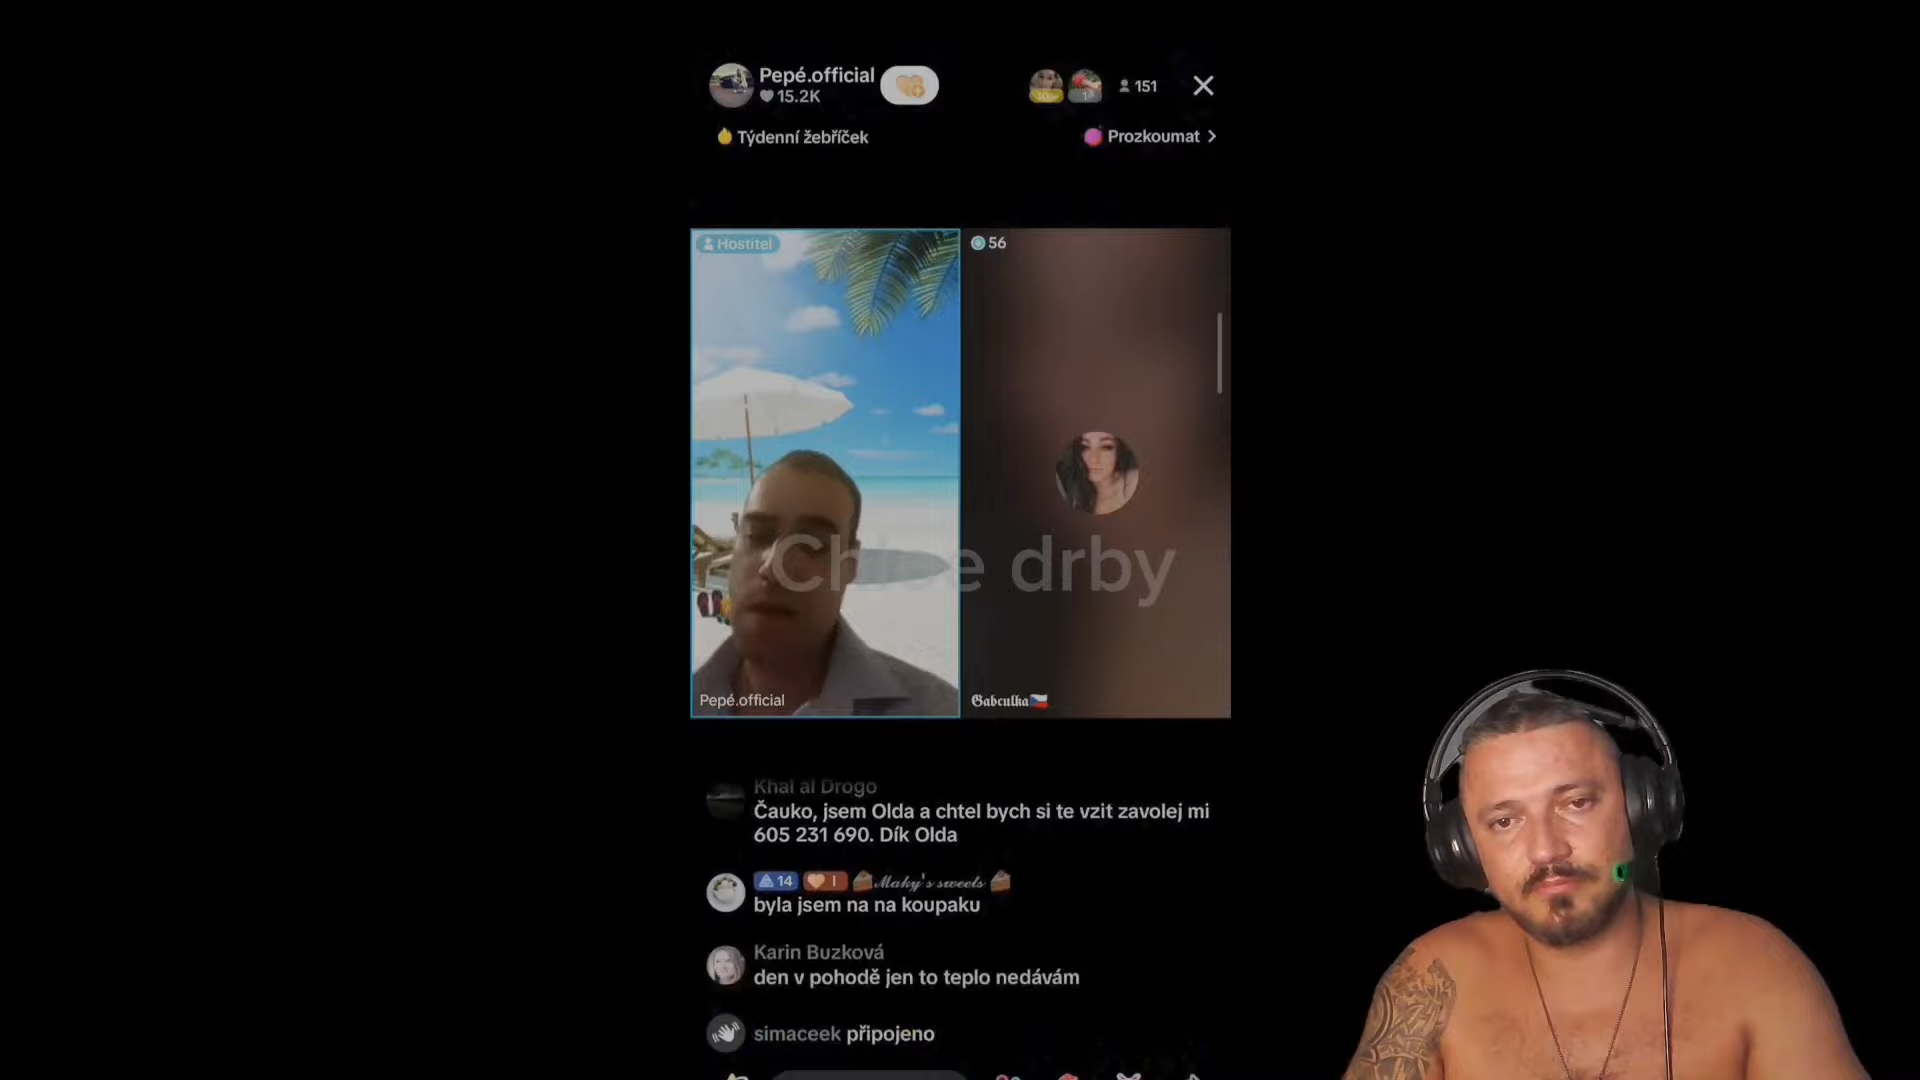 Pepé.official
15.2K
151
Týdenní žebříček
Prozkoumat
Hostitel
56
Chloe drby
Pepé.official
Gabculka
Khal al Drogo
Čauko, jsem Olda a chtel bych si te vzit zavolej mi
605 231 690. Dík Olda
14
I
Maky's sweets
byla jsem na na koupaku
Karin Buzková
den v pohodě jen to teplo nedávám
simaceek připojeno